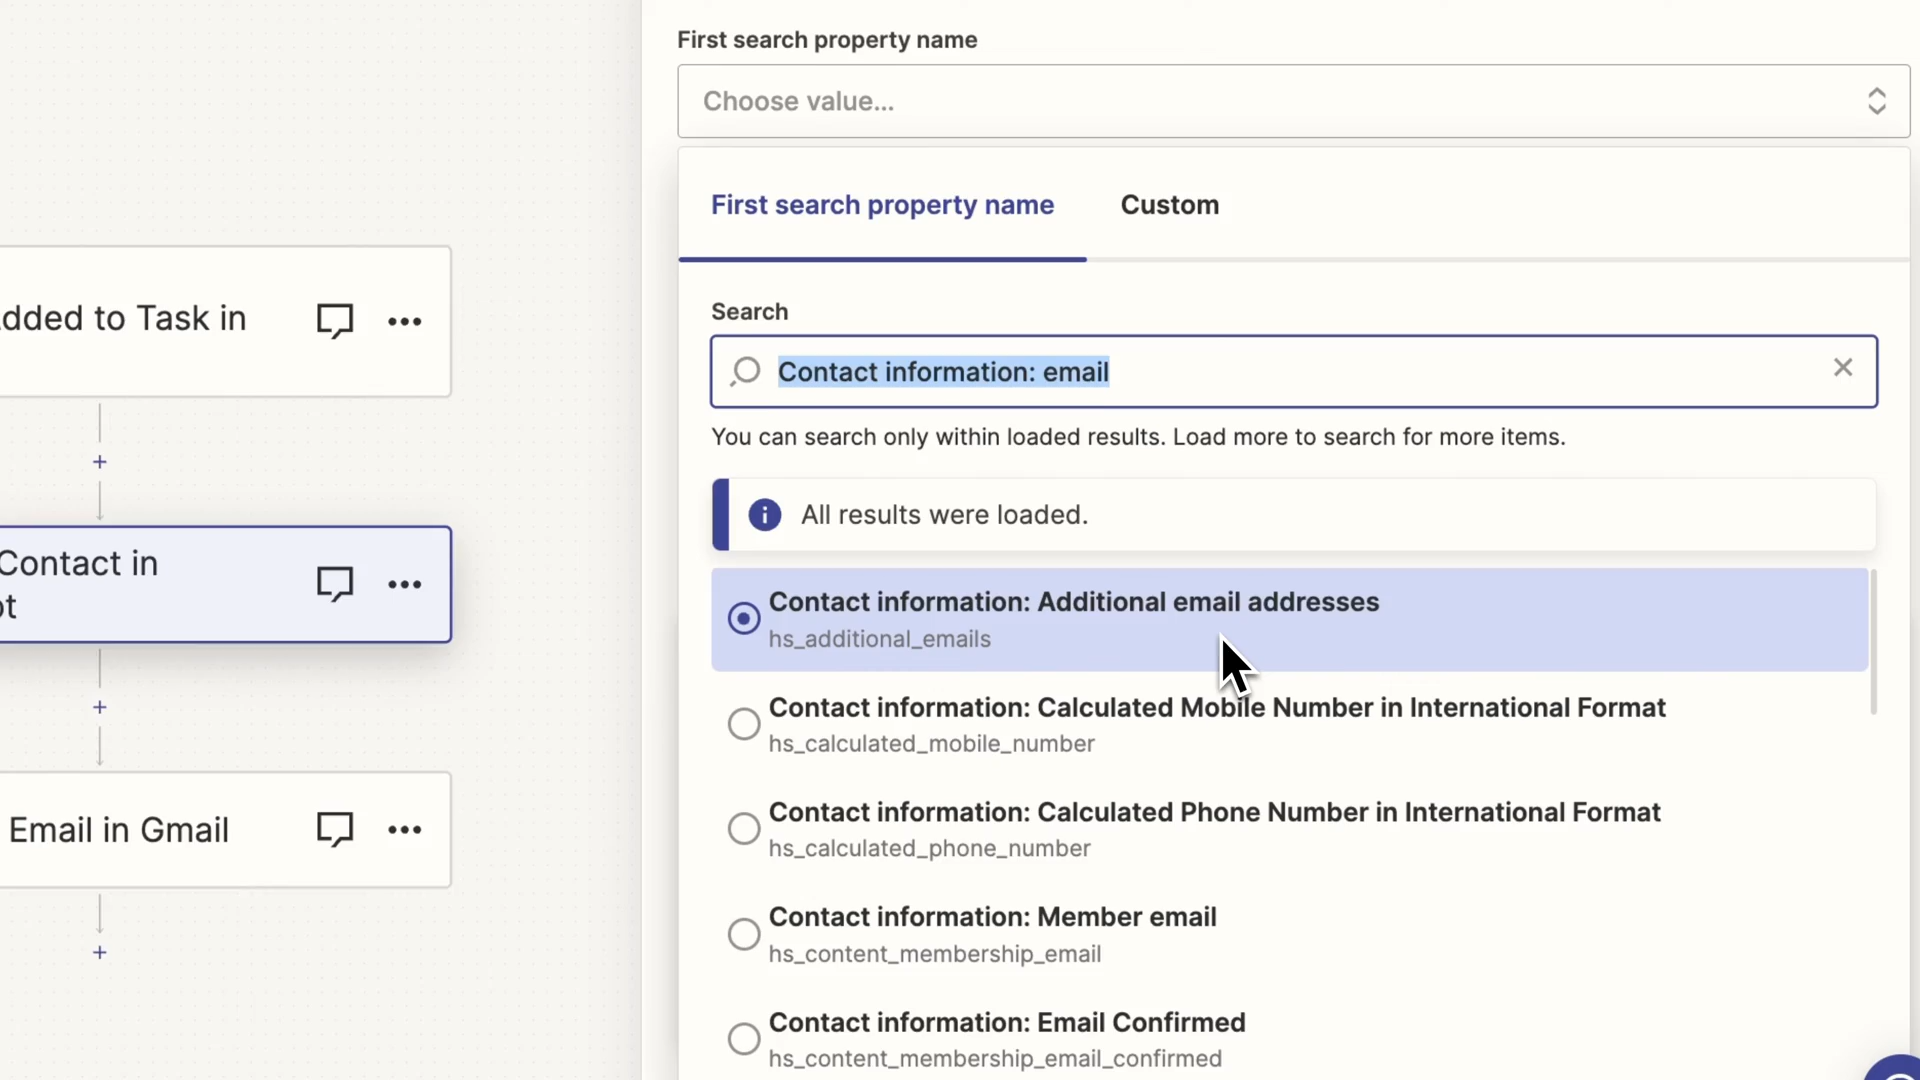 First search property name
Choose value...
First search property name
Custom
Search
Contact information: email
You can search only within loaded results. Load more to search for more items.
All results were loaded.
Contact information: Additional email addresses
hs_additional_emails
Contact information: Calculated Mobile Number in International Format
hs_calculated_mobile_number
Contact information: Calculated Phone Number in International Format
hs_calculated_phone_number
Contact information: Member email
hs_content_membership_email
Contact information: Email Confirmed
hs_content_membership_email_confirmed
dded to Task in
Contact in
ot
Email in Gmail